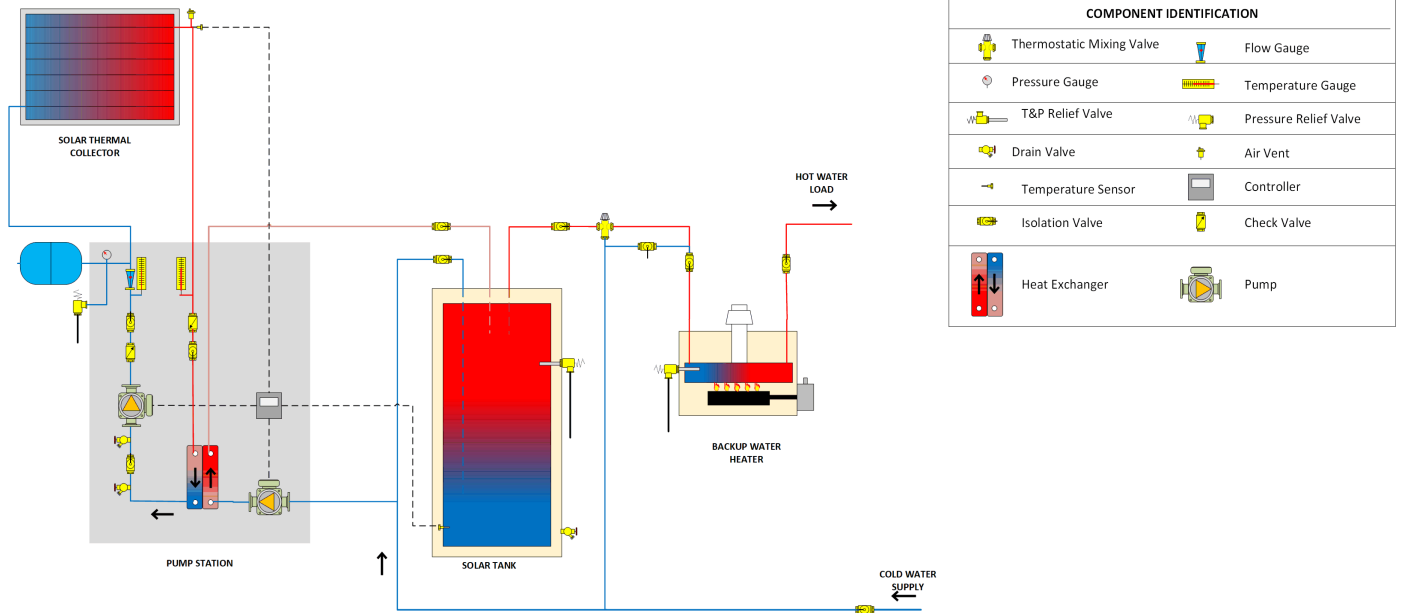 COMPONENT IDENTIFICATION
Thermostatic Mixing Valve
Flow Gauge
Pressure Gauge
Temperature Gauge
T&P Relief Valve
Pressure Relief Valve
Drain Valve
Air Vent
Temperature Sensor
Controller
Isolation Valve
Check Valve
Heat Exchanger
Pump
SOLAR THERMAL
COLLECTOR
HOT WATER
LOAD
BACKUP WATER
HEATER
PUMP STATION
SOLAR TANK
COLD WATER
SUPPLY